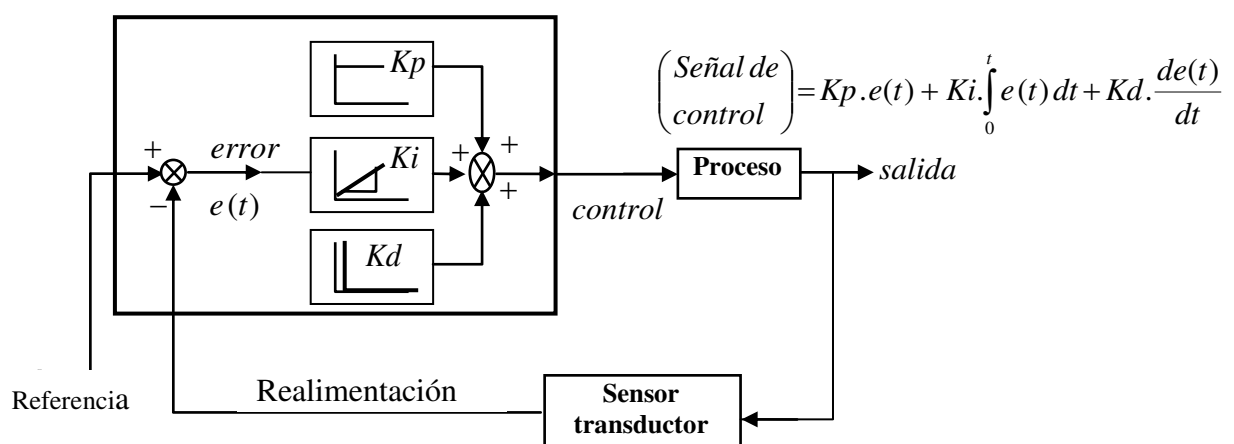 Kp
(Señal de control) = Kp.e(t) + Ki.∫₀ᵗ e(t) dt + Kd. de(t)/dt
+ error Ki + +
e(t) − +
Proceso salida
control
Kd
Referencia
Realimentación
Sensor
transductor